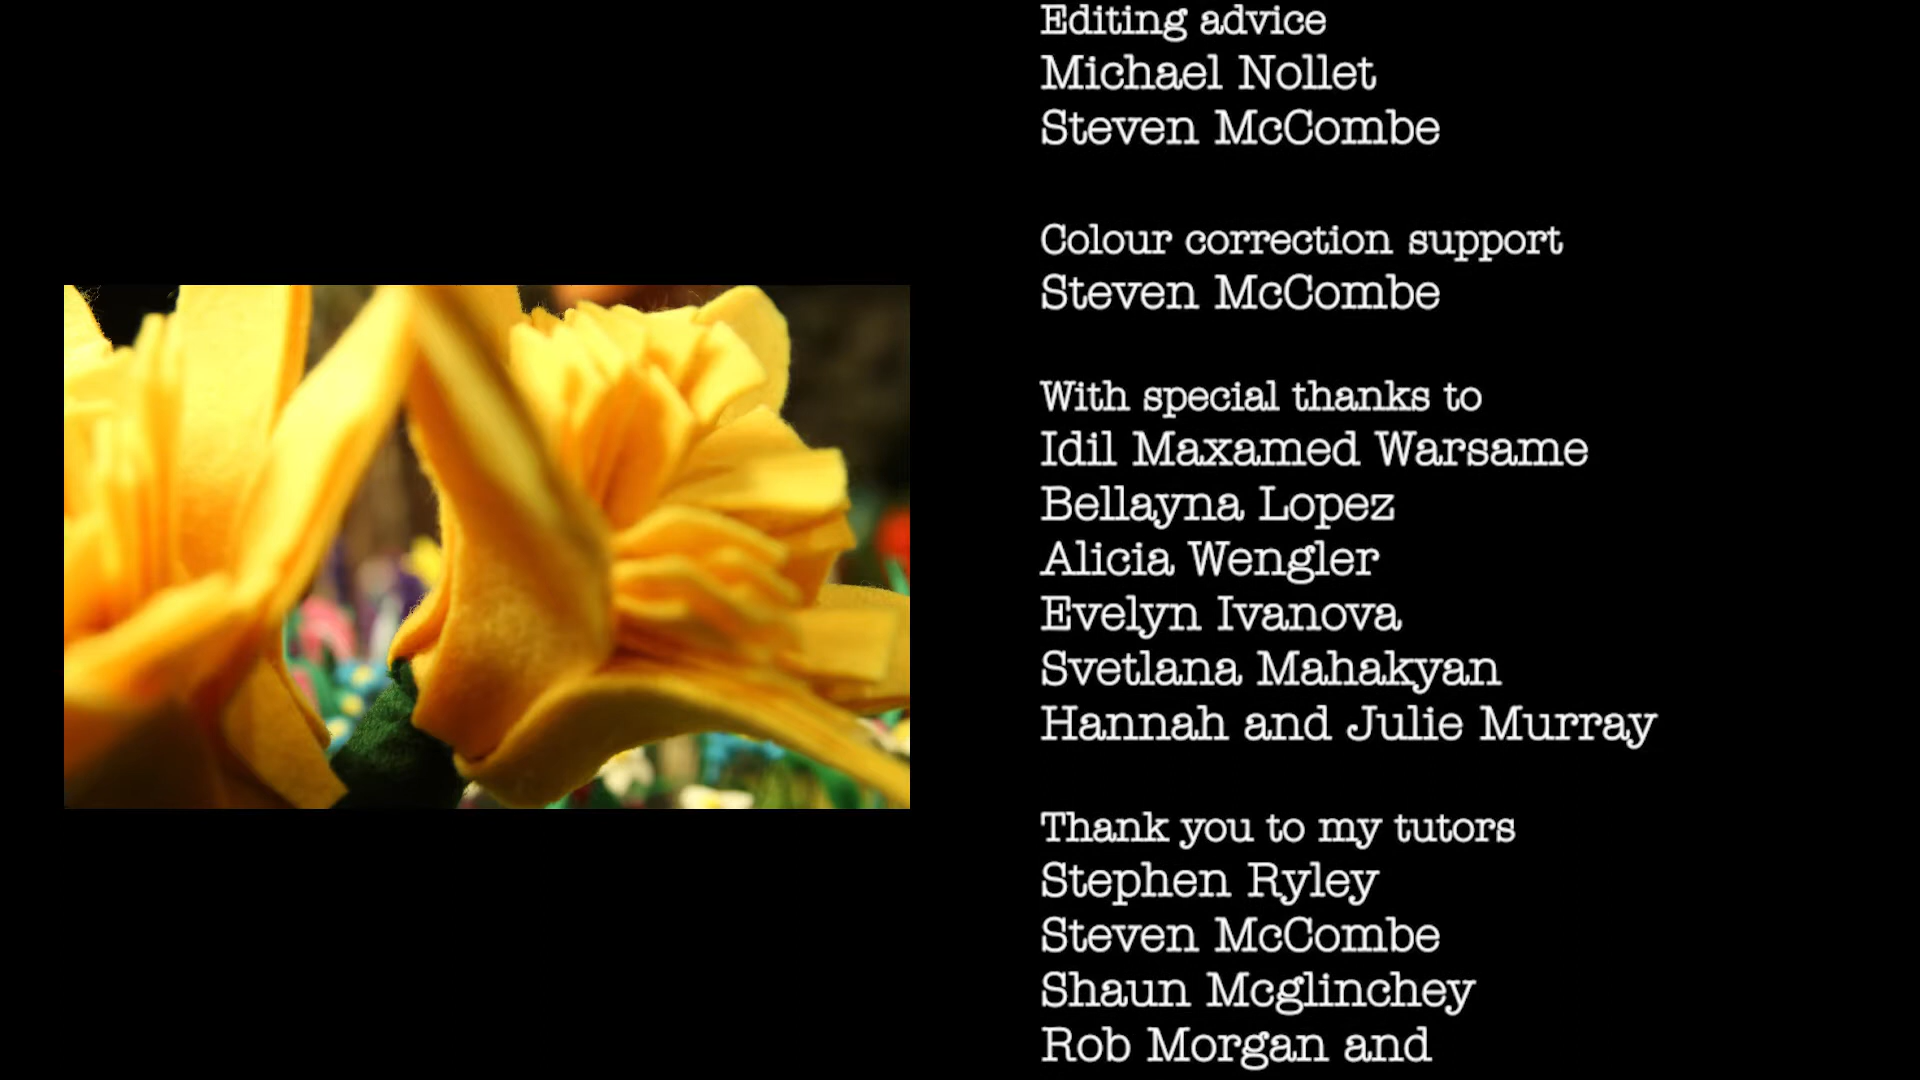 Editing advice
Michael Nollet
Steven McCombe
Colour correction support
Steven McCombe
With special thanks to
Idil Maxamed Warsame
Bellayna Lopez
Alicia Wengler
Evelyn Ivanova
Svetlana Mahakyan
Hannah and Julie Murray
Thank you to my tutors
Stephen Ryley
Steven McCombe
Shaun Mcglinchey
Rob Morgan and